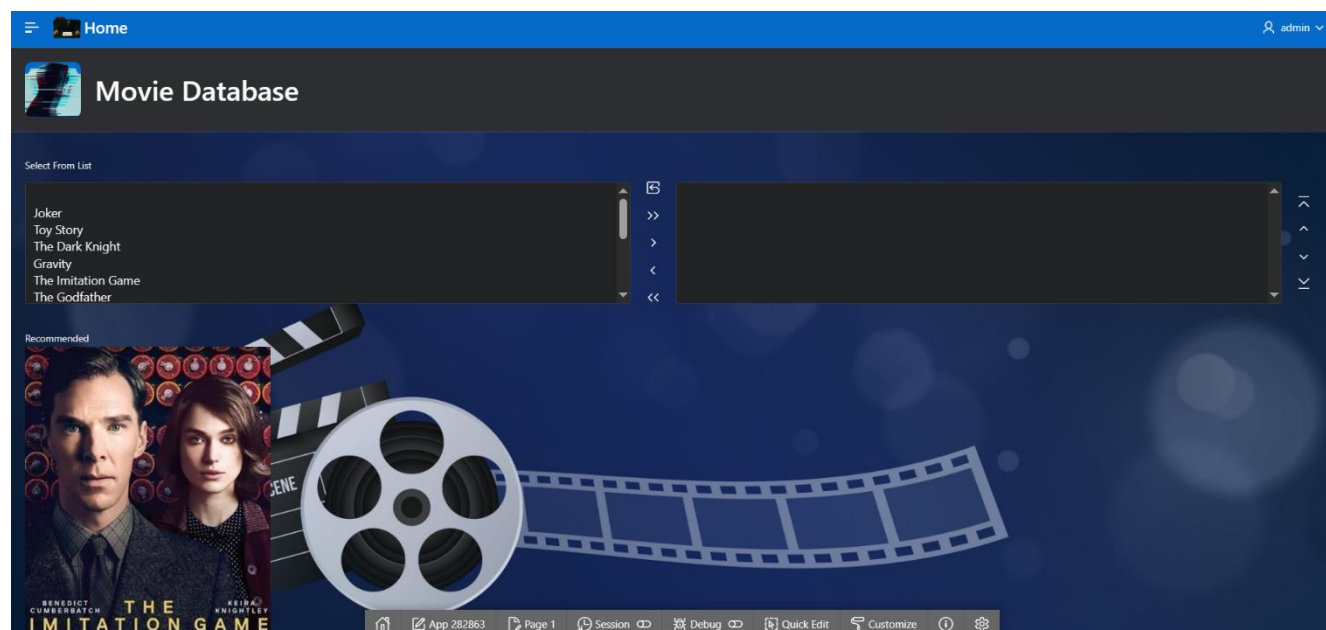 Home
admin
Movie Database
Select From List
Joker
Toy Story
The Dark Knight
Gravity
The Imitation Game
The Godfather
Recommended
SCENE
BENEDICT CUMBERBATCH
KEIRA KNIGHTLEY
THE
IMITATION GAME
App 282863 Page 1 Session Debug Quick Edit Customize